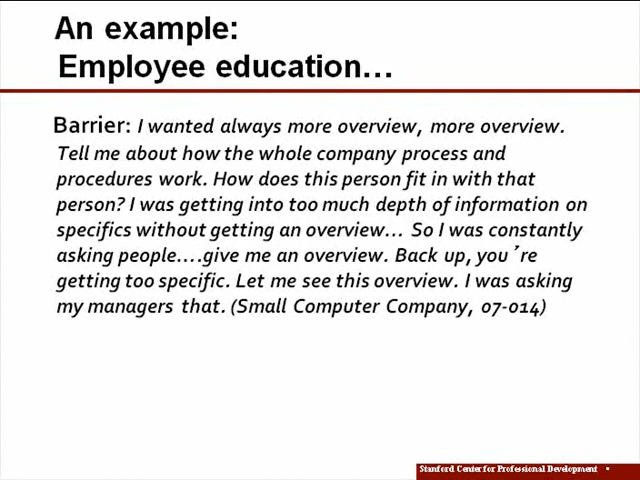 An example:
Employee education…
Barrier: I wanted always more overview, more overview.
Tell me about how the whole company process and
procedures work. How does this person fit in with that
person? I was getting into too much depth of information on
specifics without getting an overview… So I was constantly
asking people….give me an overview. Back up, you´re
getting too specific. Let me see this overview. I was asking
my managers that. (Small Computer Company, 07-014)
Stanford Center for Professional Development •